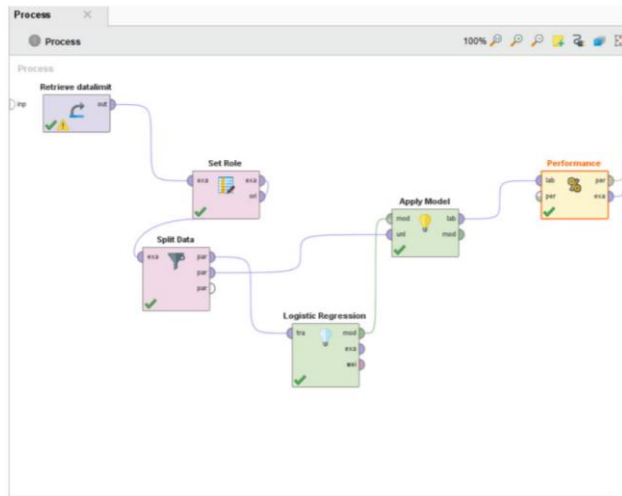 Process
Process
100%
Process
Retrieve datalimit
inp
out
Set Role
exa exa
ori
Performance
lab per
per exa
Apply Model
mod lab
unl mod
Split Data
exa par
par
par
Logistic Regression
tra mod
exa
wei